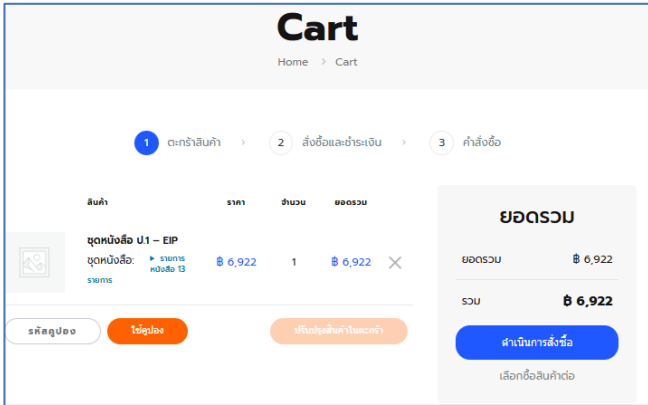 Cart
Home > Cart
1 ตะกร้าสินค้า > 2 สั่งซื้อและชำระเงิน > 3 คำสั่งซื้อ
สินค้า ราคา จำนวน ยอดรวม
ชุดหนังสือ ป.1 – EIP
ชุดหนังสือ: ▶ รายการ
หนังสือ 13
รายการ
฿ 6,922 1 ฿ 6,922
รหัสคูปอง ใช้คูปอง ปรับปรุงสินค้าในตะกร้า
ยอดรวม
ยอดรวม ฿ 6,922
รวม ฿ 6,922
ดำเนินการสั่งซื้อ
เลือกซื้อสินค้าต่อ